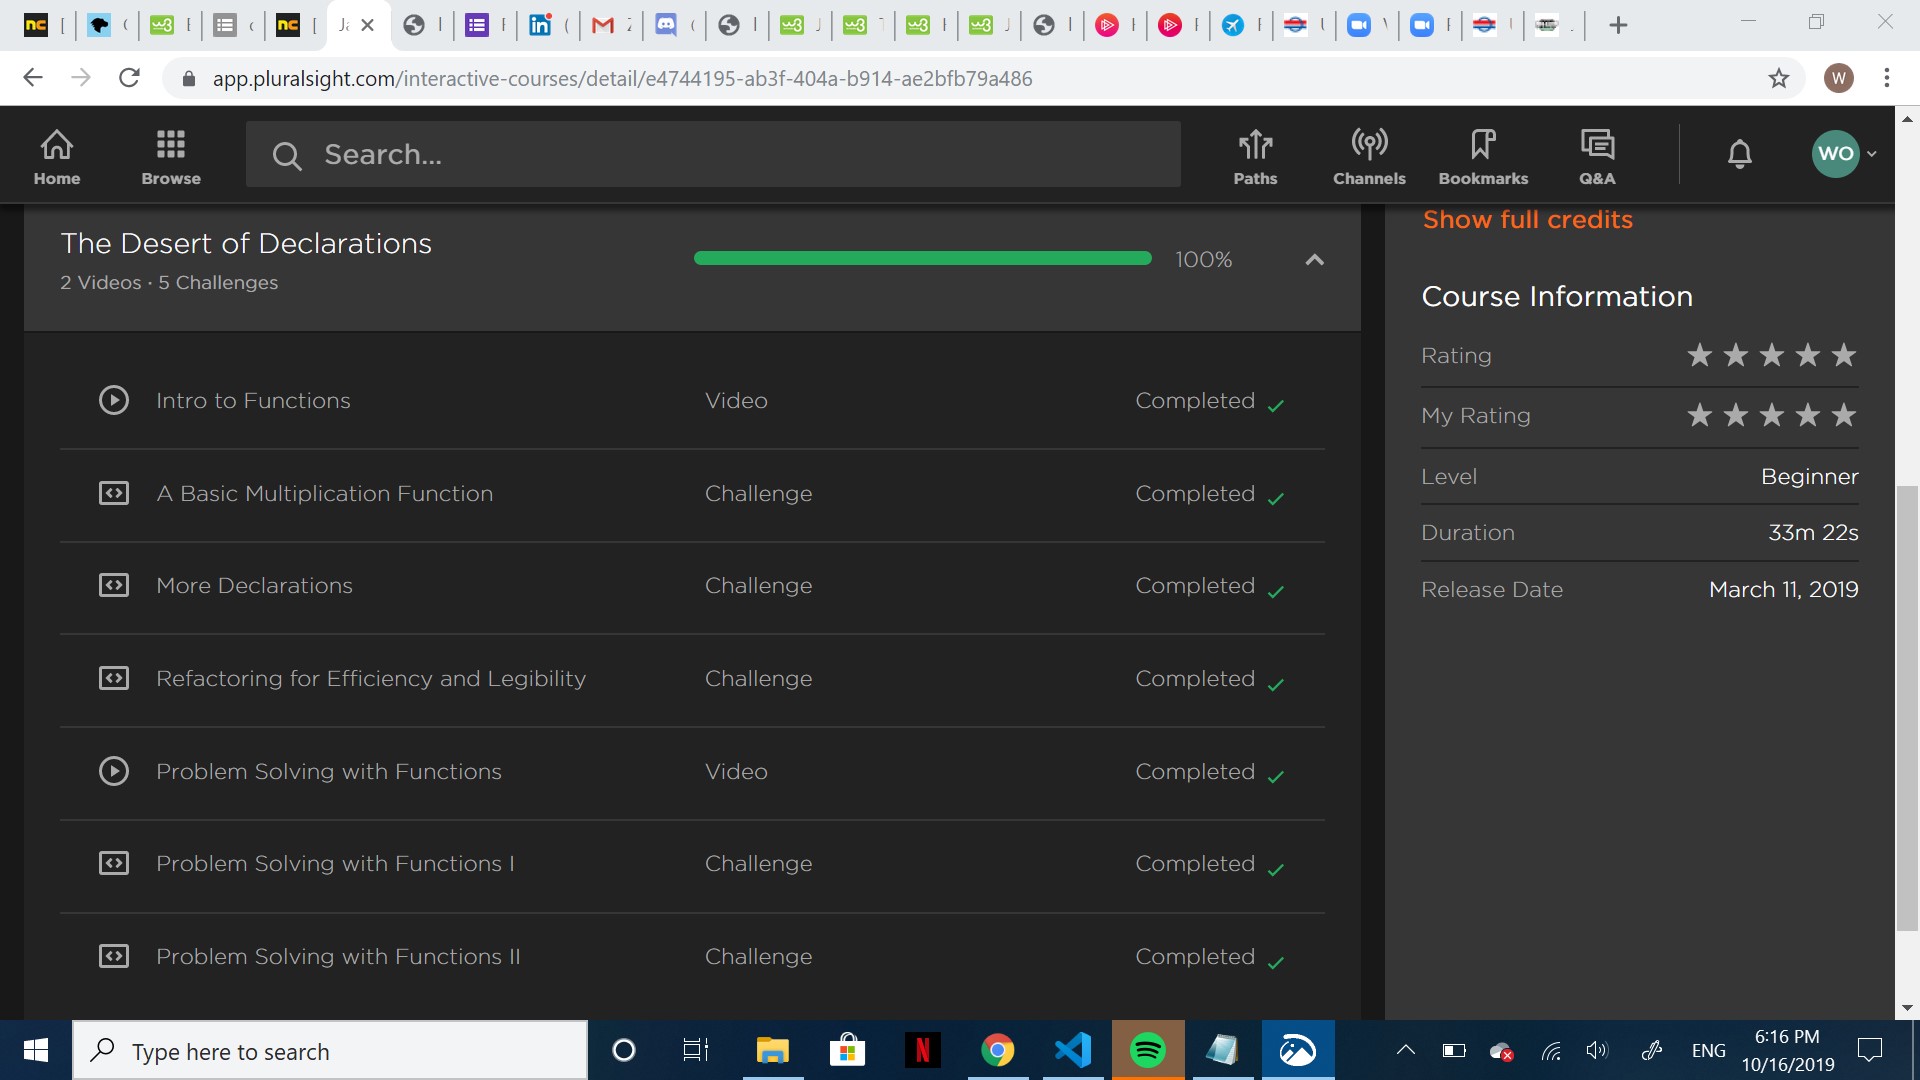 app.pluralsight.com/interactive-courses/detail/e4744195-ab3f-404a-b914-ae2bfb79a486
W
Home
Browse
Search...
Paths
Channels
Bookmarks
Q&A
WO
The Desert of Declarations
100%
2 Videos · 5 Challenges
Intro to Functions Video Completed
A Basic Multiplication Function Challenge Completed
More Declarations Challenge Completed
Refactoring for Efficiency and Legibility Challenge Completed
Problem Solving with Functions Video Completed
Problem Solving with Functions I Challenge Completed
Problem Solving with Functions II Challenge Completed
Show full credits
Course Information
Rating
My Rating
Level Beginner
Duration 33m 22s
Release Date March 11, 2019
Type here to search
ENG
6:16 PM
10/16/2019